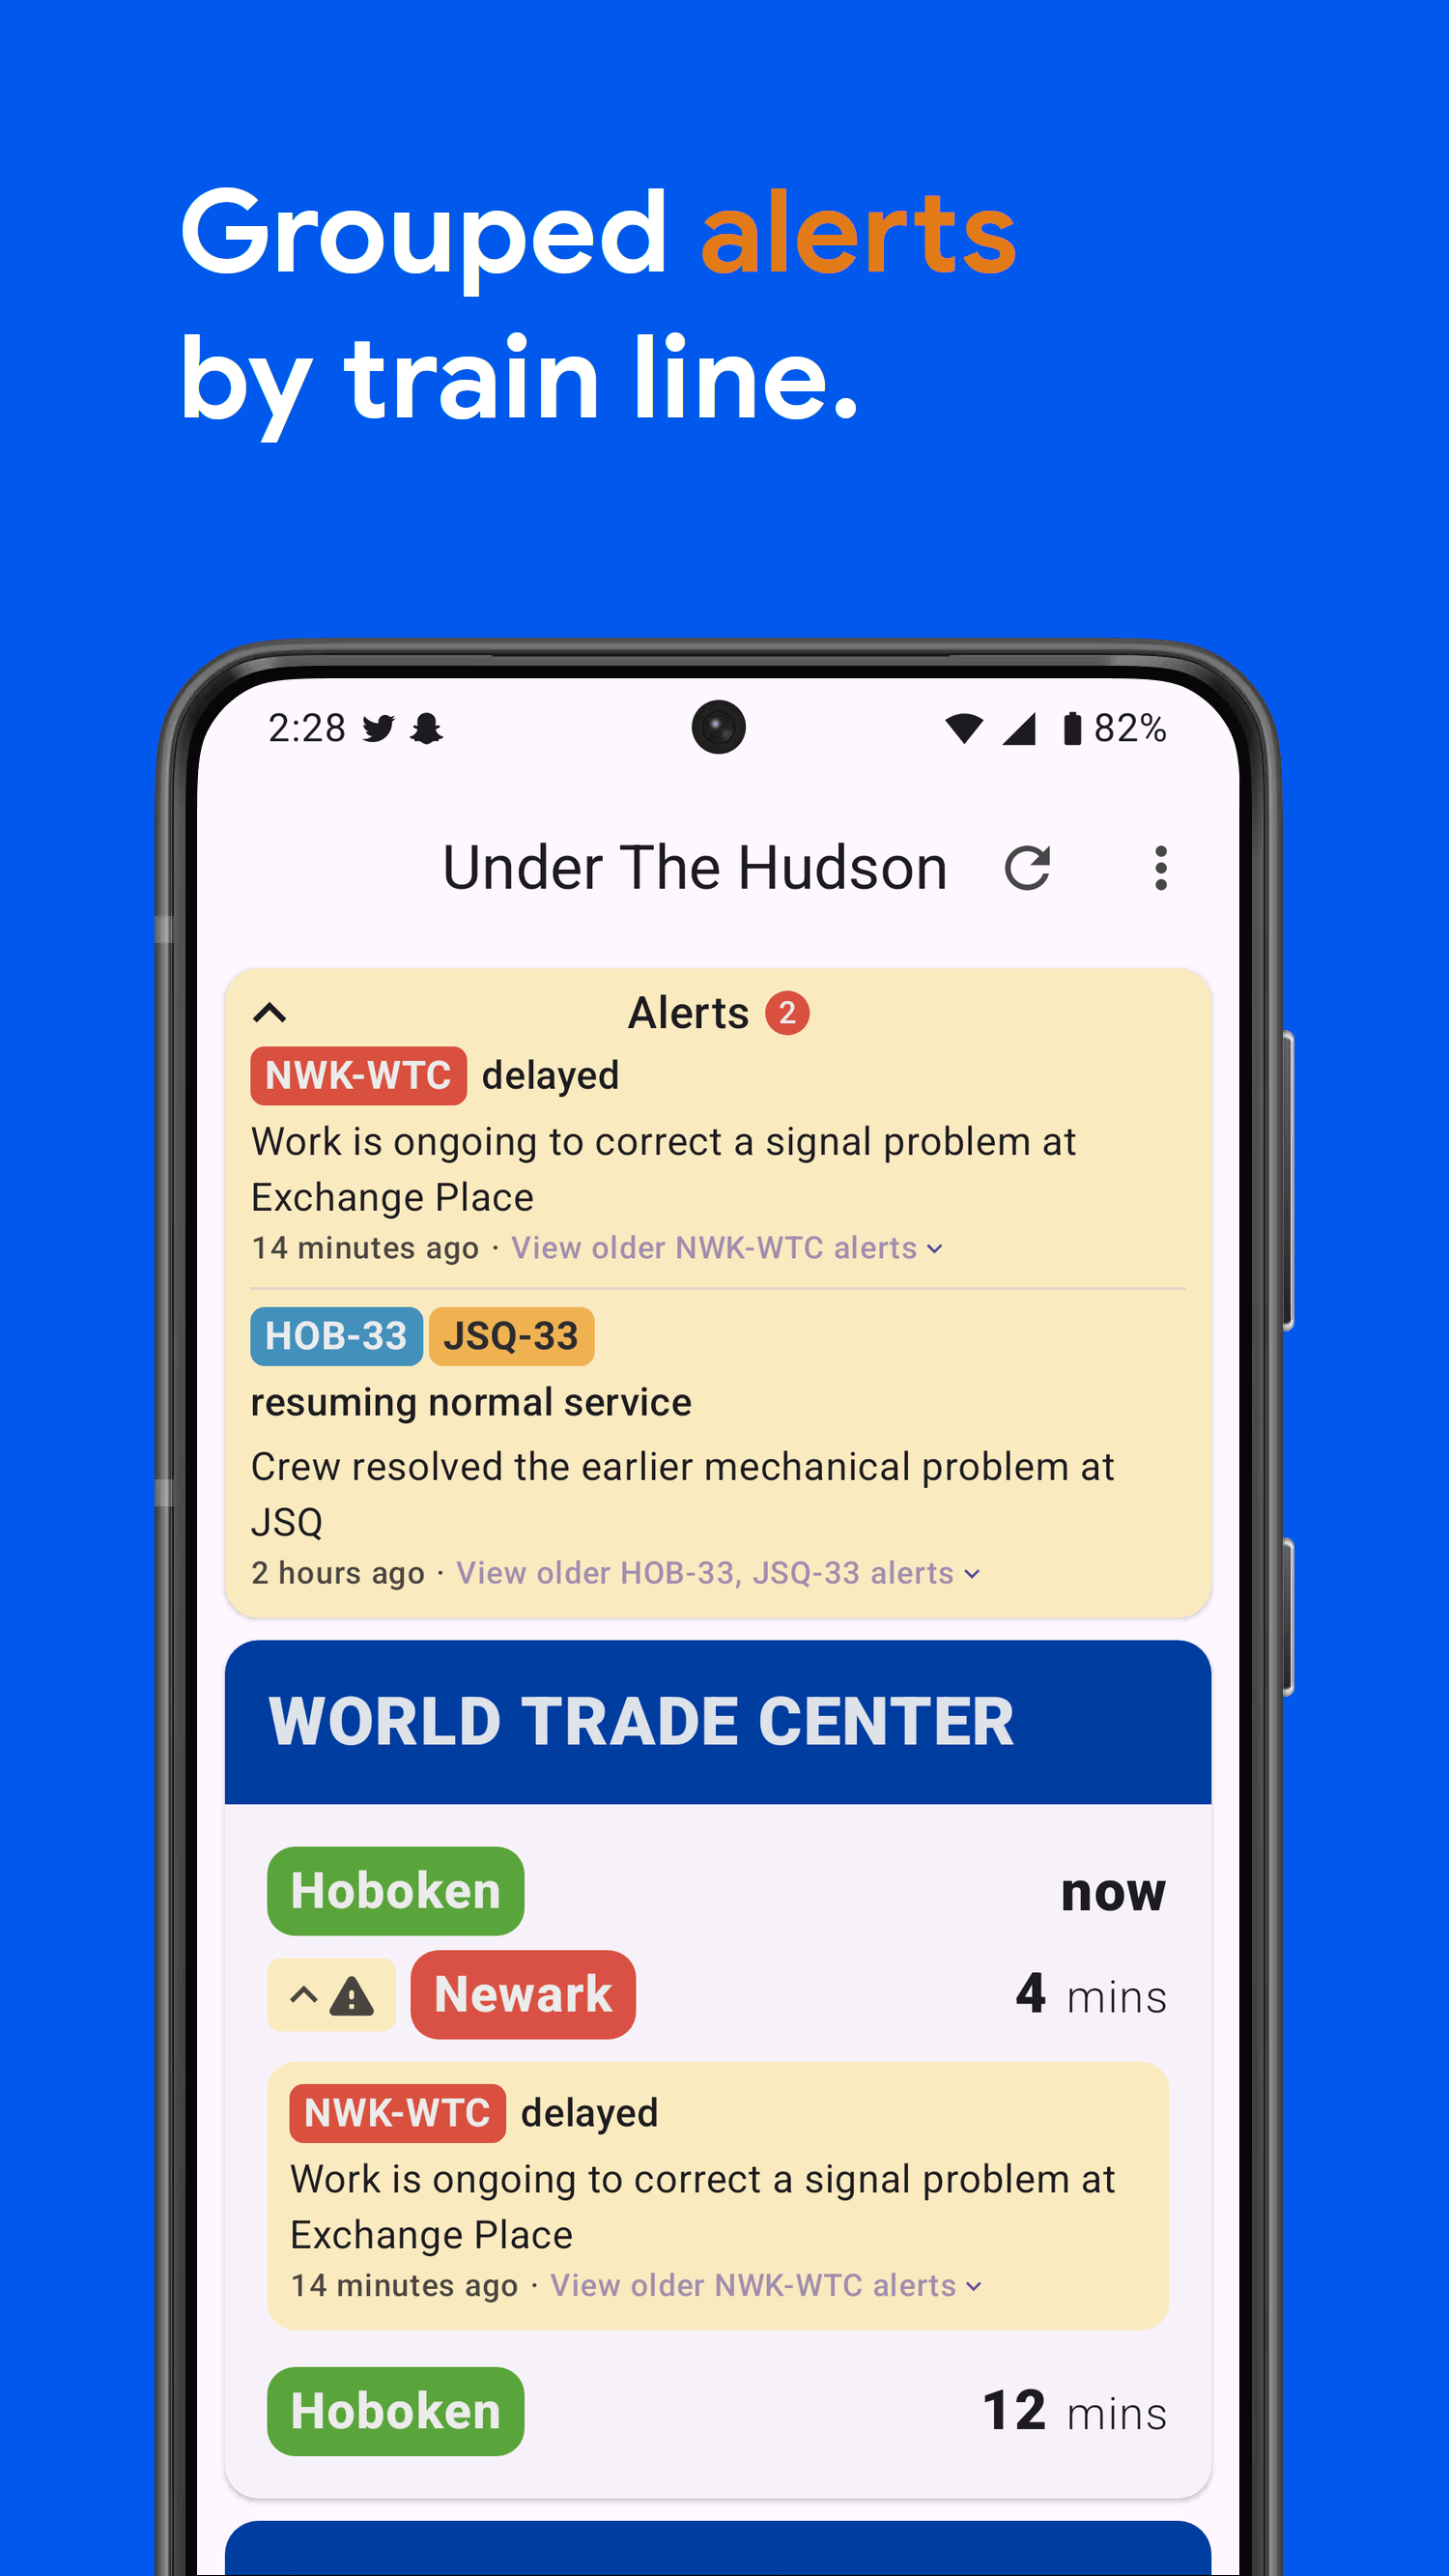 Grouped alerts
by train line.
2:28 82%
Under The Hudson
Alerts 2
NWK-WTC delayed
Work is ongoing to correct a signal problem at
Exchange Place
14 minutes ago · View older NWK-WTC alerts
HOB-33 JSQ-33
resuming normal service
Crew resolved the earlier mechanical problem at
JSQ
2 hours ago · View older HOB-33, JSQ-33 alerts
WORLD TRADE CENTER
Hoboken now
Newark 4 mins
NWK-WTC delayed
Work is ongoing to correct a signal problem at
Exchange Place
14 minutes ago · View older NWK-WTC alerts
Hoboken 12 mins